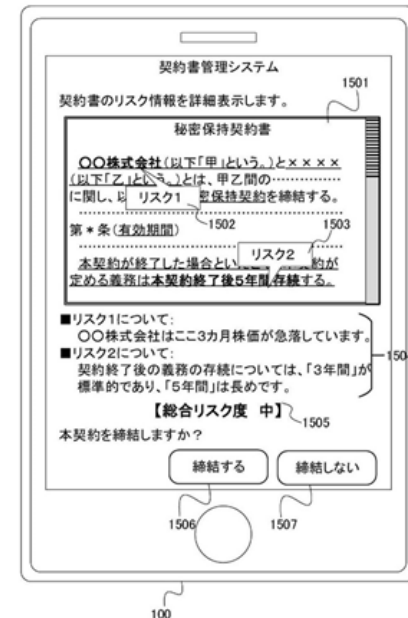 契約書管理システム
1501
契約書のリスク情報を詳細表示します。
秘密保持契約書
〇〇株式会社(以下「甲」という。)と××××
(以下「乙」という。)とは、甲乙間の…………
に関し、以 リスク1 密保持契約を締結する。
1502
1503
第*条(有効期間)
リスク2
本契約が終了した場合といえ 約が
定める義務は本契約終了後5年間存続する。
■リスク1について:
〇〇株式会社はここ3カ月株価が急落しています。
■リスク2について:
契約終了後の義務の存続については、「3年間」が
標準的であり、「5年間」は長めです。
150
【総合リスク度 中】
1505
本契約を締結しますか?
締結する
締結しない
1506
1507
100